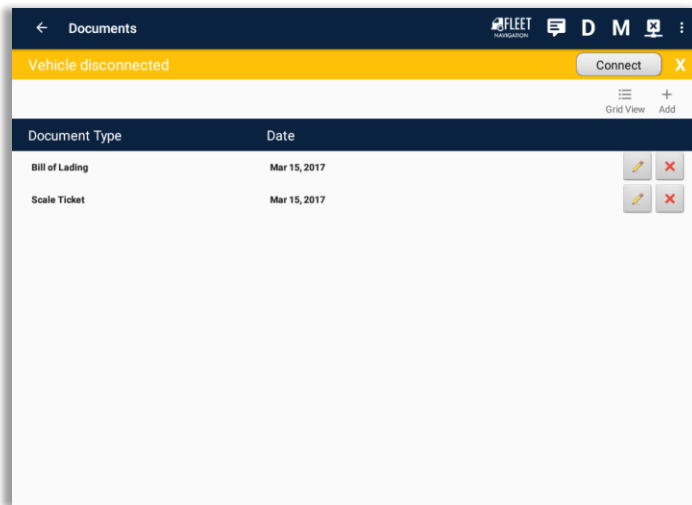 Documents
FLEET
NAVIGATION
D M
Vehicle disconnected
Connect X
Grid View Add
Document Type Date
Bill of Lading Mar 15, 2017
Scale Ticket Mar 15, 2017